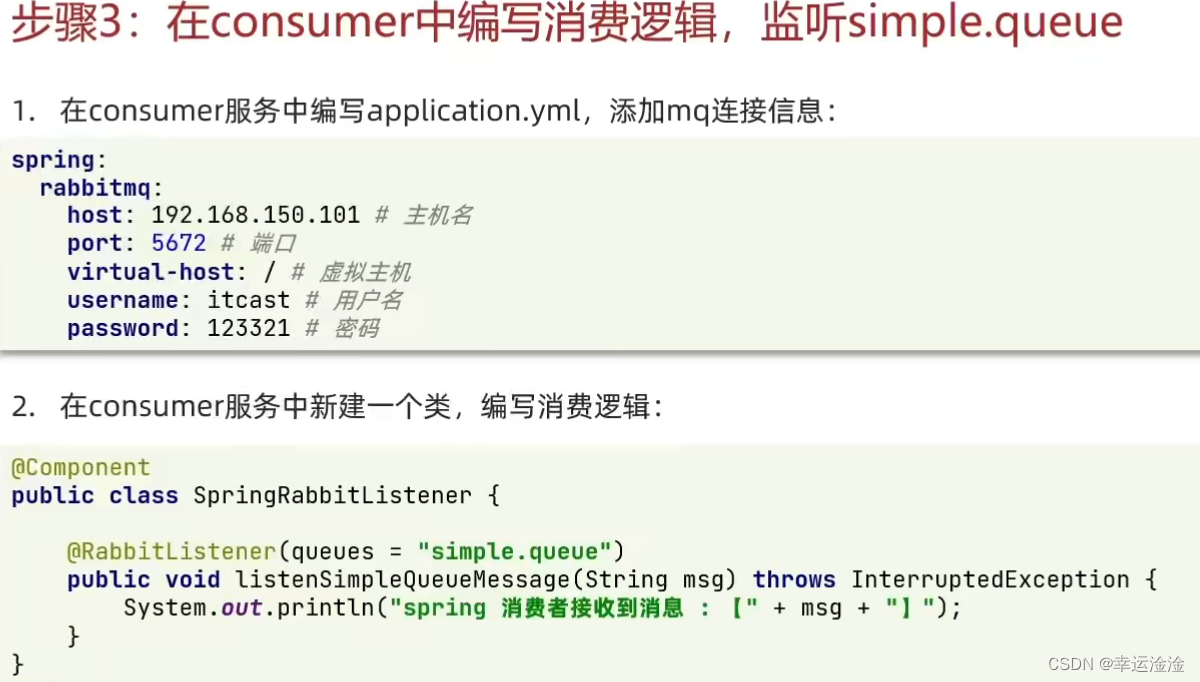 步骤3：在consumer中编写消费逻辑，监听simple.queue
1. 在consumer服务中编写application.yml，添加mq连接信息：
spring:
  rabbitmq:
    host: 192.168.150.101 # 主机名
    port: 5672 # 端口
    virtual-host: / # 虚拟主机
    username: itcast # 用户名
    password: 123321 # 密码
2. 在consumer服务中新建一个类，编写消费逻辑：
@Component
public class SpringRabbitListener {
    @RabbitListener(queues = "simple.queue")
    public void listenSimpleQueueMessage(String msg) throws InterruptedException {
        System.out.println("spring 消费者接收到消息 ：【" + msg + "】");
    }
}
CSDN @幸运淦淦